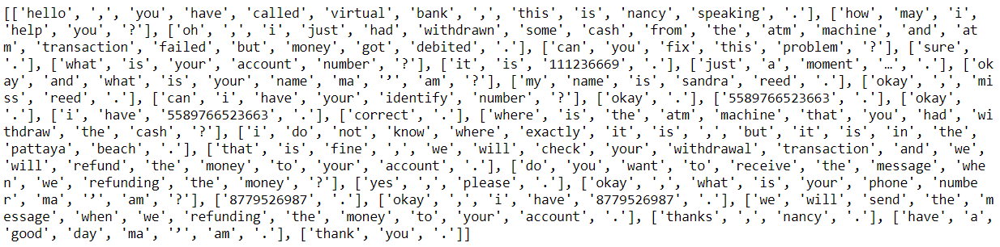 [['hello', ',', 'you', 'have', 'called', 'virtual', 'bank', ',', 'this', 'is', 'nancy', 'speaking', '.'], ['how', 'may', 'i',
'help', 'you', '?'], ['oh', ',', 'i', 'just', 'had', 'withdrawn', 'some', 'cash', 'from', 'the', 'atm', 'machine', 'and', 'at
m', 'transaction', 'failed', 'but', 'money', 'got', 'debited', '.'], ['can', 'you', 'fix', 'this', 'problem', '?'], ['sure',
'.'], ['what', 'is', 'your', 'account', 'number', '?'], ['it', 'is', '111236669', '.'], ['just', 'a', 'moment', '…', '.'], ['ok
ay', 'and', 'what', 'is', 'your', 'name', 'ma', '’', 'am', '?'], ['my', 'name', 'is', 'sandra', 'reed', '.'], ['okay', ',', 'mi
ss', 'reed', '.'], ['can', 'i', 'have', 'your', 'identify', 'number', '?'], ['okay', '.'], ['5589766523663', '.'], ['okay',
'.'], ['i', 'have', '5589766523663', '.'], ['correct', '.'], ['where', 'is', 'the', 'atm', 'machine', 'that', 'you', 'had', 'wi
thdraw', 'the', 'cash', '?'], ['i', 'do', 'not', 'know', 'where', 'exactly', 'it', 'is', ',', 'but', 'it', 'is', 'in', 'the',
'pattaya', 'beach', '.'], ['that', 'is', 'fine', ',', 'we', 'will', 'check', 'your', 'withdrawal', 'transaction', 'and', 'we',
'will', 'refund', 'the', 'money', 'to', 'your', 'account', '.'], ['do', 'you', 'want', 'to', 'receive', 'the', 'message', 'whe
n', 'we', 'refunding', 'the', 'money', '?'], ['yes', ',', 'please', '.'], ['okay', ',', 'what', 'is', 'your', 'phone', 'numbe
r', 'ma', '’', 'am', '?'], ['8779526987', '.'], ['okay', ',', 'i', 'have', '8779526987', '.'], ['we', 'will', 'send', 'the', 'm
essage', 'when', 'we', 'refunding', 'the', 'money', 'to', 'your', 'account', '.'], ['thanks', ',', 'nancy', '.'], ['have', 'a',
'good', 'day', 'ma', '’', 'am', '.'], ['thank', 'you', '.']]